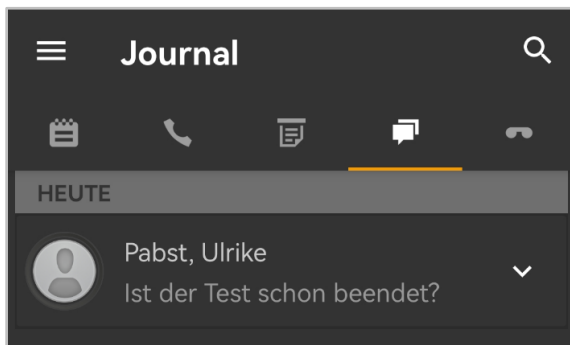 Journal
HEUTE
Pabst, Ulrike
Ist der Test schon beendet?